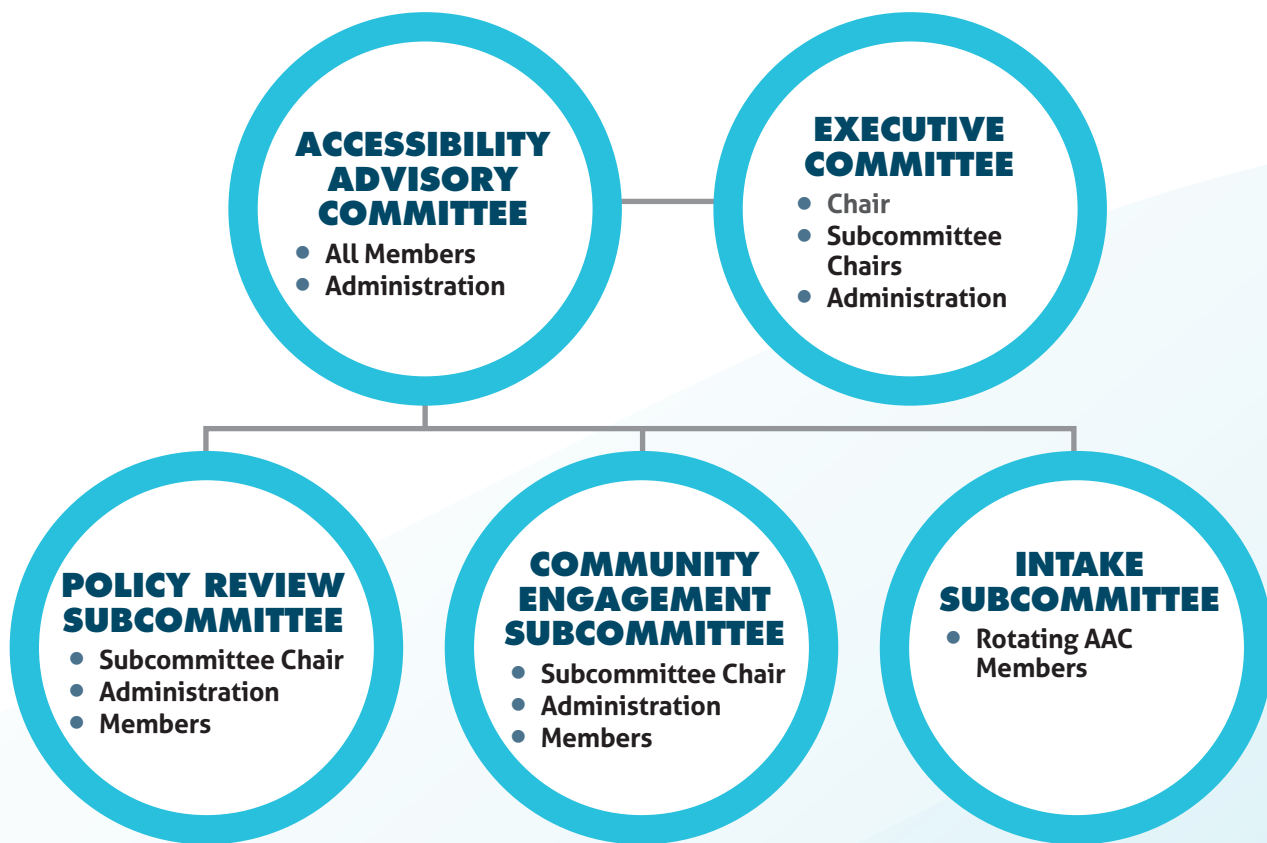 ACCESSIBILITY
ADVISORY
COMMITTEE
• All Members
• Administration
EXECUTIVE
COMMITTEE
• Chair
• Subcommittee
Chairs
• Administration
POLICY REVIEW
SUBCOMMITTEE
• Subcommittee Chair
• Administration
• Members
COMMUNITY
ENGAGEMENT
SUBCOMMITTEE
• Subcommittee Chair
• Administration
• Members
INTAKE
SUBCOMMITTEE
• Rotating AAC
Members